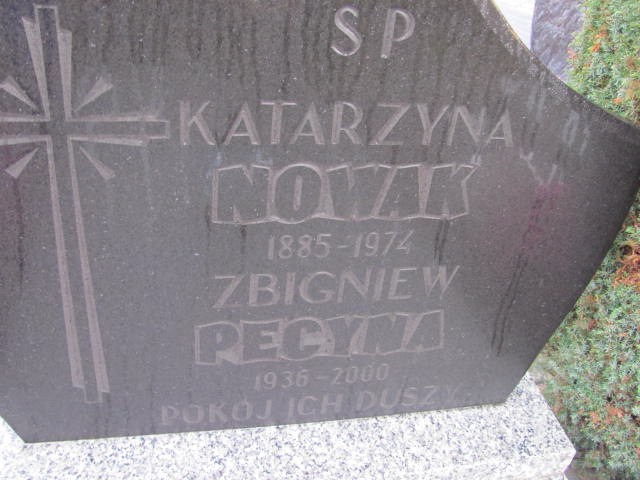 SP
KATARZYNA
NOWAK
1885-1974
ZBIGNIEW
PECYNA
1936-2000
POKÓJ ICH DUSZY